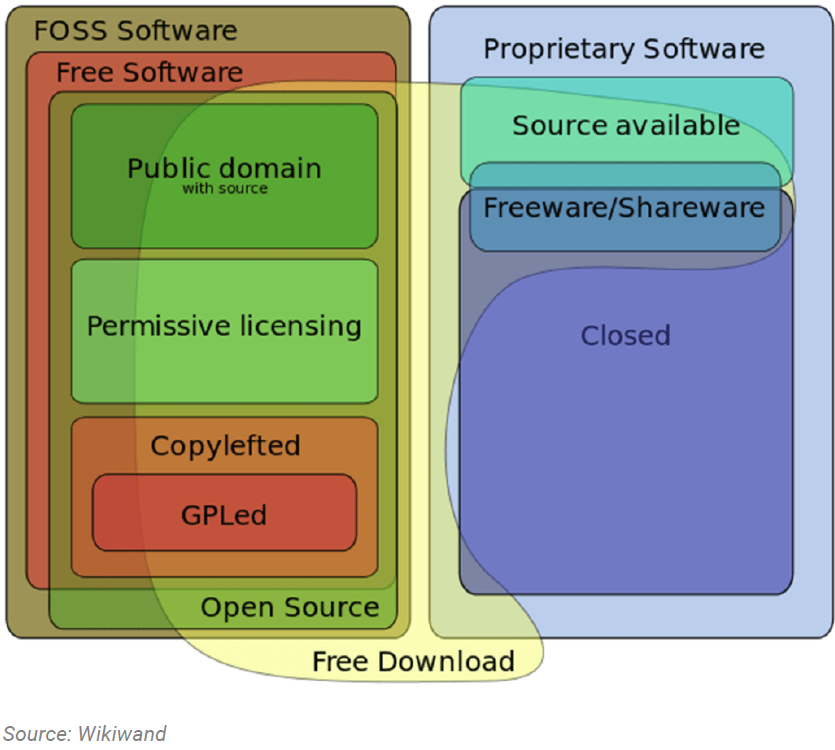 FOSS Software
Free Software
Public domain
with source
Permissive licensing
Copylefted
GPLed
Open Source
Proprietary Software
Source available
Freeware/Shareware
Closed
Free Download
Source: Wikiwand